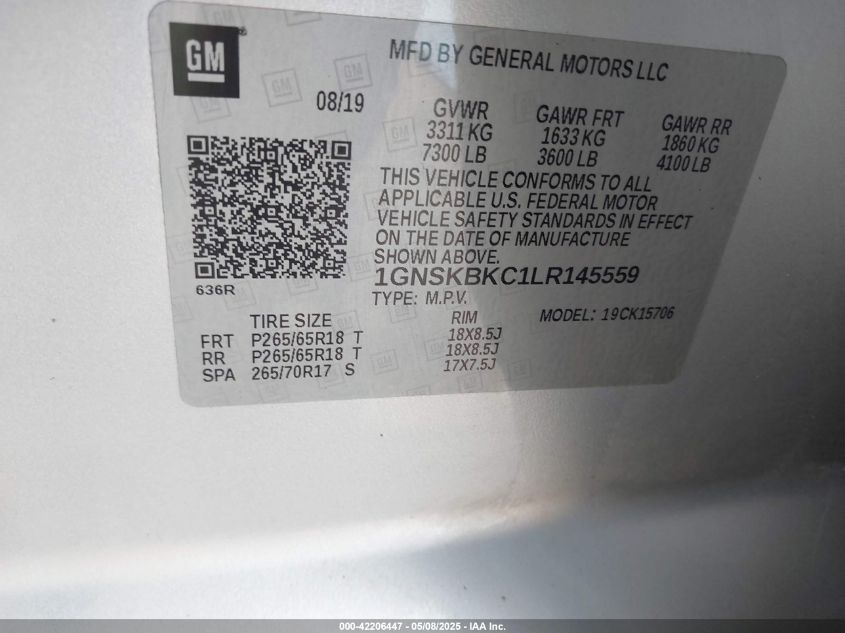 GM
MFD BY GENERAL MOTORS LLC
08/19
GVWR GAWR FRT GAWR RR
3311 KG 1633 KG 1860 KG
7300 LB 3600 LB 4100 LB
THIS VEHICLE CONFORMS TO ALL
APPLICABLE U.S. FEDERAL MOTOR
VEHICLE SAFETY STANDARDS IN EFFECT
ON THE DATE OF MANUFACTURE
SHOWN ABOVE.
1GNSKBKC1LR145559
636R
TYPE: M.P.V. MODEL: 19CK15706
TIRE SIZE RIM
FRT P265/65R18 T 18X8.5J
RR P265/65R18 T 18X8.5J
SPA 265/70R17 S 17X7.5J
000-42206447 - 05/08/2025 - IAA Inc.